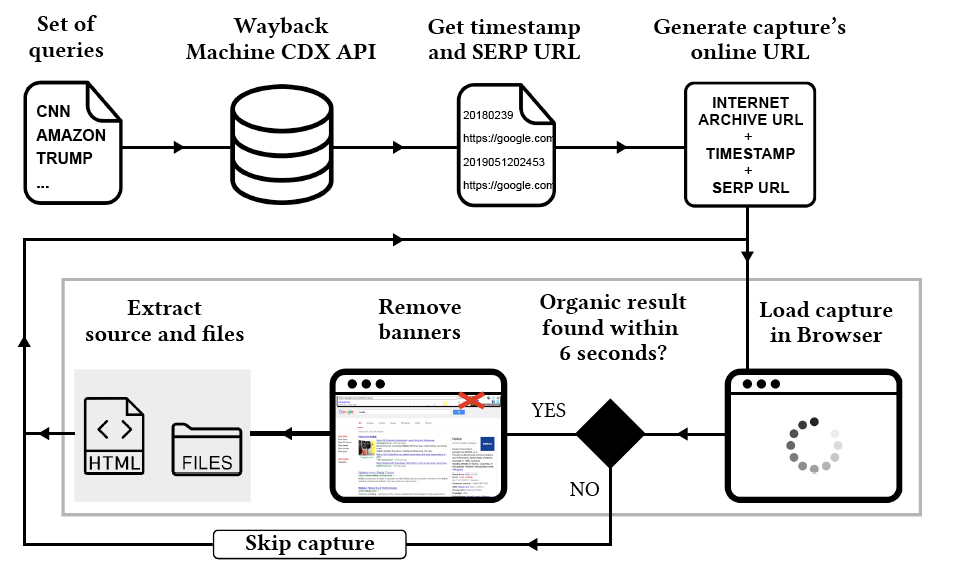 Set of
queries
Wayback
Machine CDX API
Get timestamp
and SERP URL
Generate capture's
online URL
CNN
AMAZON
TRUMP
...
20180239
https://google.com
2019051202453
https://google.com
INTERNET
ARCHIVE URL
+
TIMESTAMP
+
SERP URL
Extract
source and files
Remove
banners
Organic result
found within
6 seconds?
Load capture
in Browser
HTML
FILES
Google
YES
NO
Skip capture